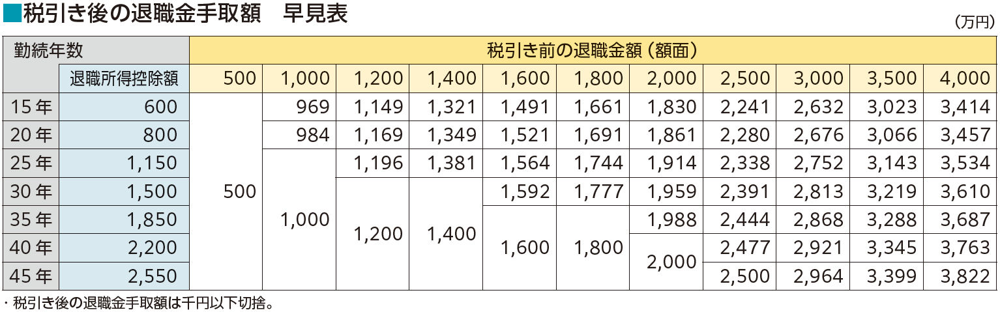 ■税引き後の退職金手取額　早見表
（万円）
勤続年数 税引き前の退職金額（額面）
退職所得控除額 500 1,000 1,200 1,400 1,600 1,800 2,000 2,500 3,000 3,500 4,000
15年 600 969 1,149 1,321 1,491 1,661 1,830 2,241 2,632 3,023 3,414
20年 800 984 1,169 1,349 1,521 1,691 1,861 2,280 2,676 3,066 3,457
25年 1,150 1,196 1,381 1,564 1,744 1,914 2,338 2,752 3,143 3,534
30年 1,500 500 1,592 1,777 1,959 2,391 2,813 3,219 3,610
35年 1,850 1,000 1,988 2,444 2,868 3,288 3,687
1,200 1,400
40年 2,200 1,600 1,800 2,477 2,921 3,345 3,763
2,000
45年 2,550 2,500 2,964 3,399 3,822
・税引き後の退職金手取額は千円以下切捨。